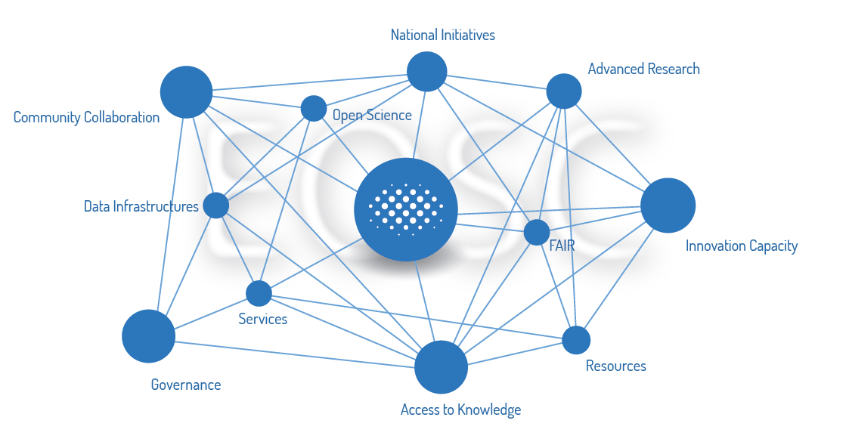 National Initiatives
Advanced Research
Community Collaboration
Open Science
EOSC
Data Infrastructures
FAIR
Innovation Capacity
Services
Resources
Governance
Access to Knowledge